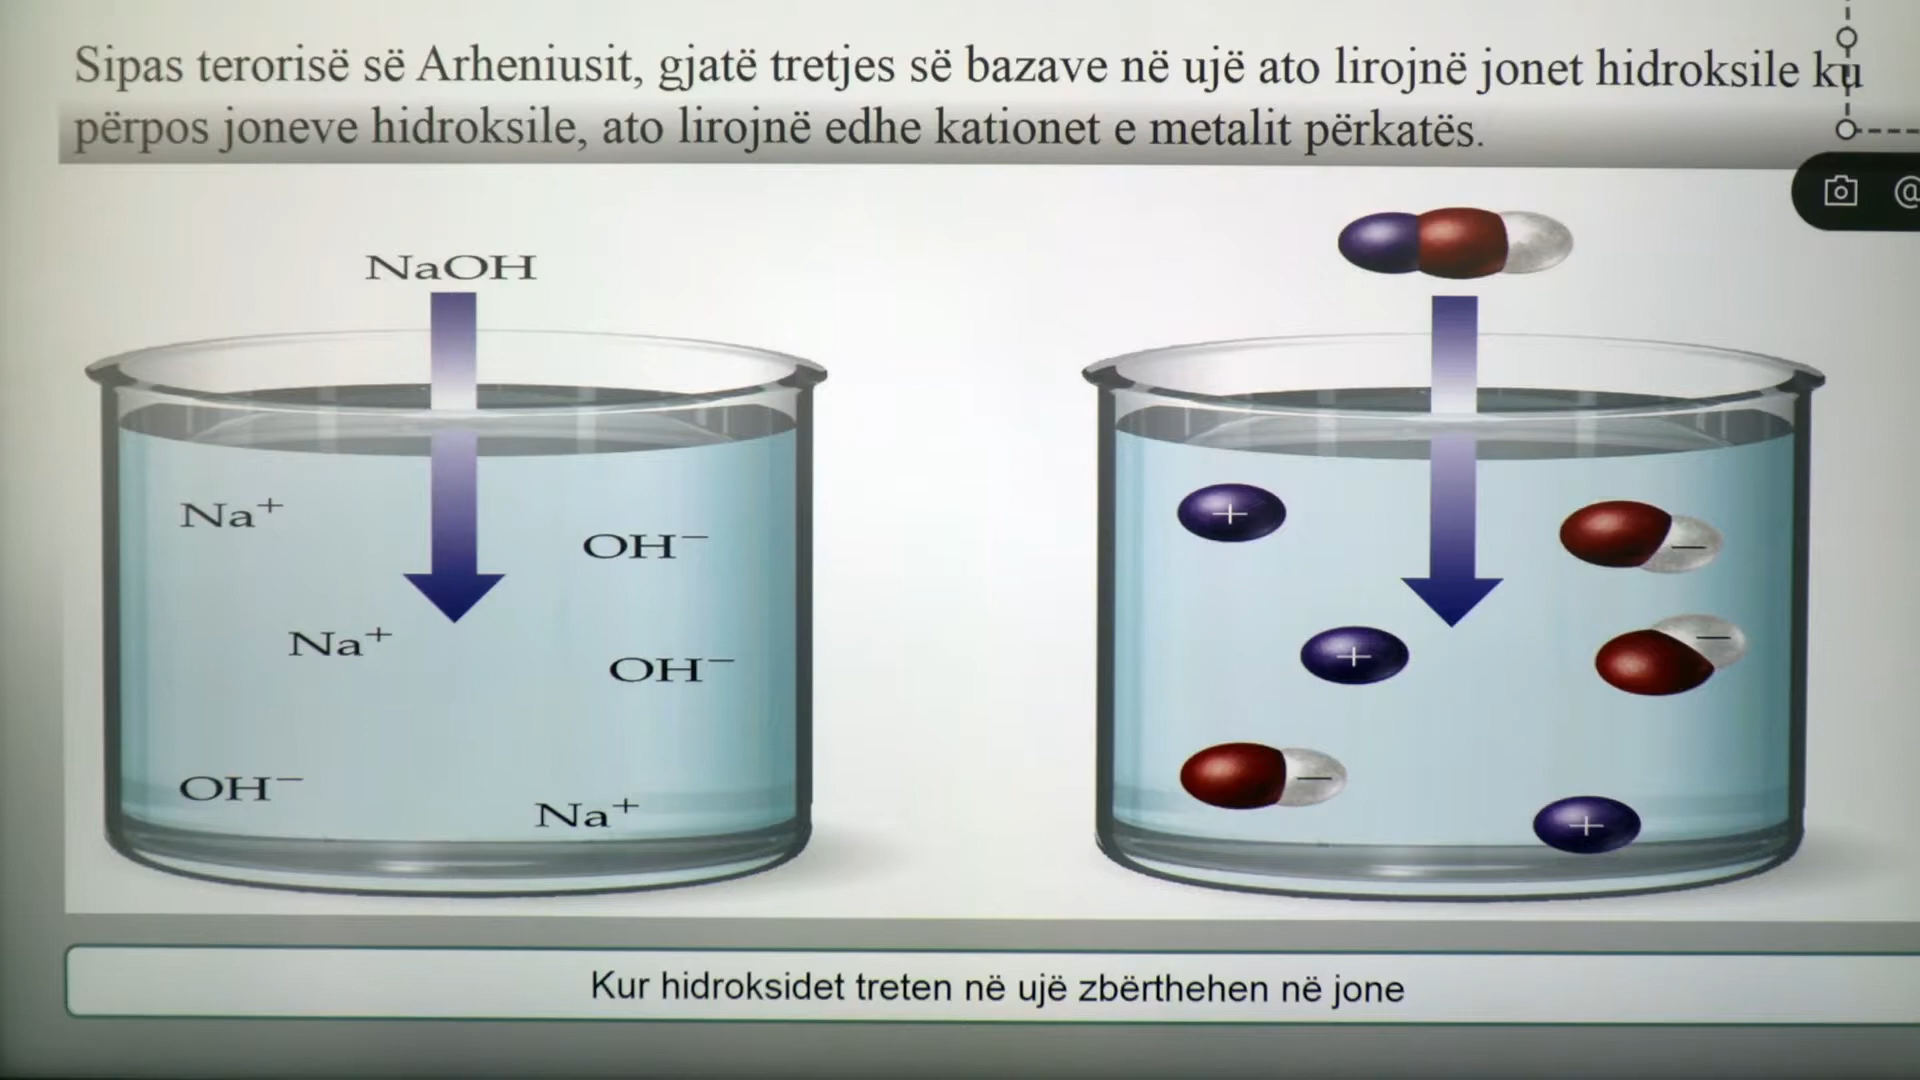 Sipas terorisë së Arheniusit, gjatë tretjes së bazave në ujë ato lirojnë jonet hidroksile ku
përpos joneve hidroksile, ato lirojnë edhe kationet e metalit përkatës.
NaOH
Na⁺
OH⁻
Na⁺
OH⁻
OH⁻
Na⁺
+
−
+
−
−
+
Kur hidroksidet treten në ujë zbërthehen në jone